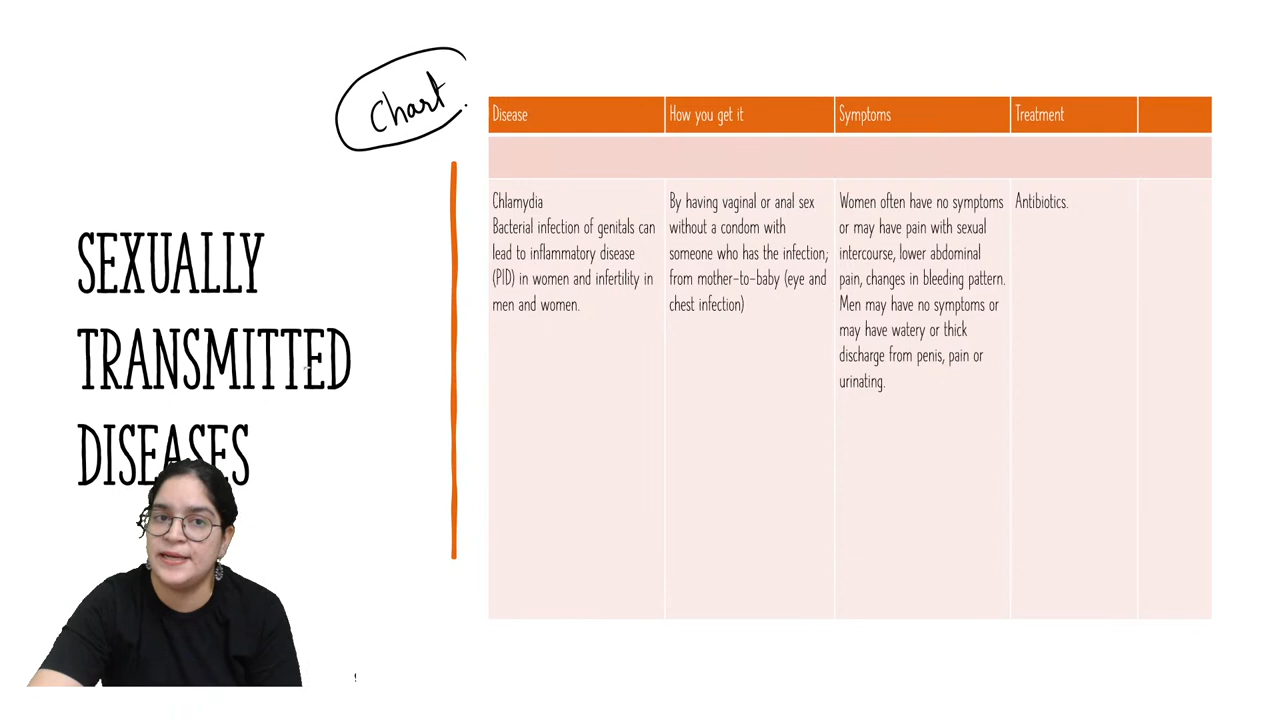 Chart.
SEXUALLY
TRANSMITTED
DISEASES
Disease
How you get it
Symptoms
Treatment
Chlamydia
Bacterial infection of genitals can
lead to inflammatory disease
(PID) in women and infertility in
men and women.
By having vaginal or anal sex
without a condom with
someone who has the infection;
from mother-to-baby (eye and
chest infection)
Women often have no symptoms
or may have pain with sexual
intercourse, lower abdominal
pain, changes in bleeding pattern.
Men may have no symptoms or
may have watery or thick
discharge from penis, pain or
urinating.
Antibiotics.